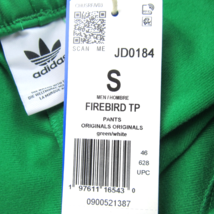 SCAN ME
adidas
JD0184
S
MEN / HOMBRE
FIREBIRD TP
PANTS
ORIGINALS ORIGINALS
green/white
46
628
UPC
1 97611 16543 0
0900521387